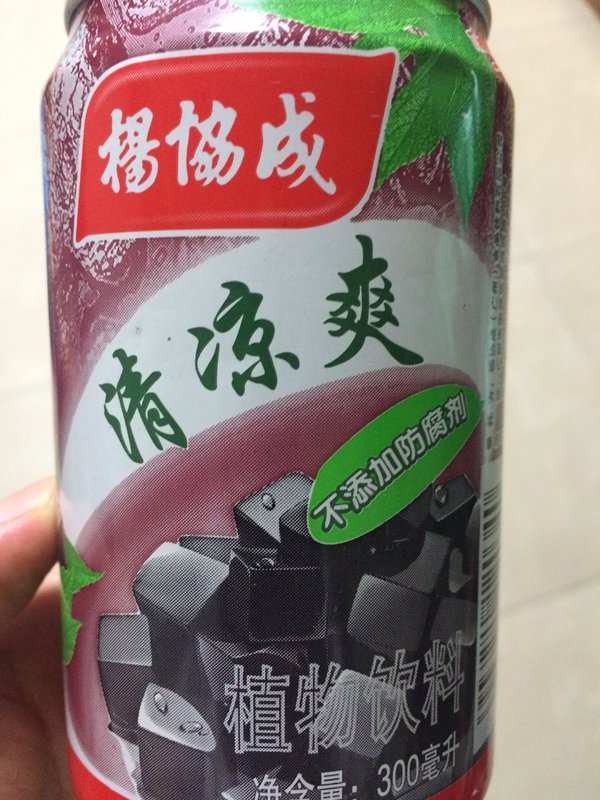 楊協成
清凉爽
不添加防腐剂
植物饮料
净含量：300毫升